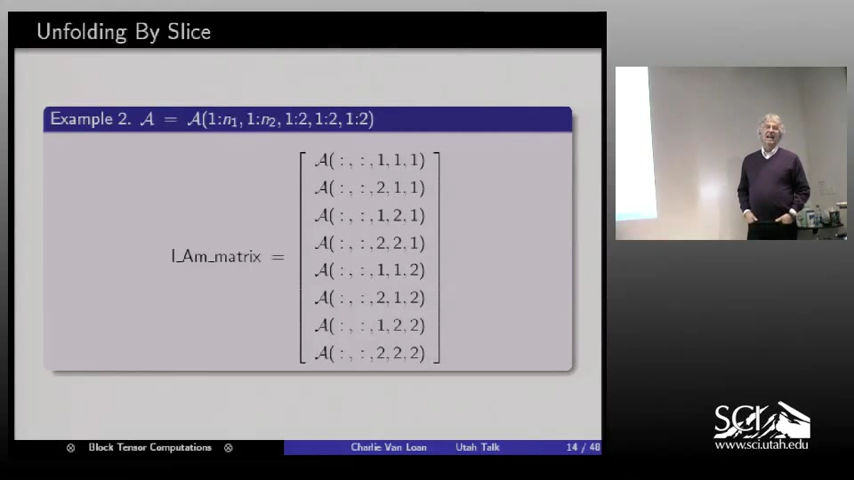 Unfolding By Slice
Example 2. 𝒜 = 𝒜(1:n₁, 1:n₂, 1:2, 1:2, 1:2)
I_Am_matrix =
𝒜( : , : ,1, 1, 1)
𝒜( : , : ,2, 1, 1)
𝒜( : , : ,1, 2, 1)
𝒜( : , : ,2, 2, 1)
𝒜( : , : ,1, 1, 2)
𝒜( : , : ,2, 1, 2)
𝒜( : , : ,1, 2, 2)
𝒜( : , : ,2, 2, 2)
⊗ Block Tensor Computations ⊗ Charlie Van Loan Utah Talk 14 / 48
SCI
www.sci.utah.edu